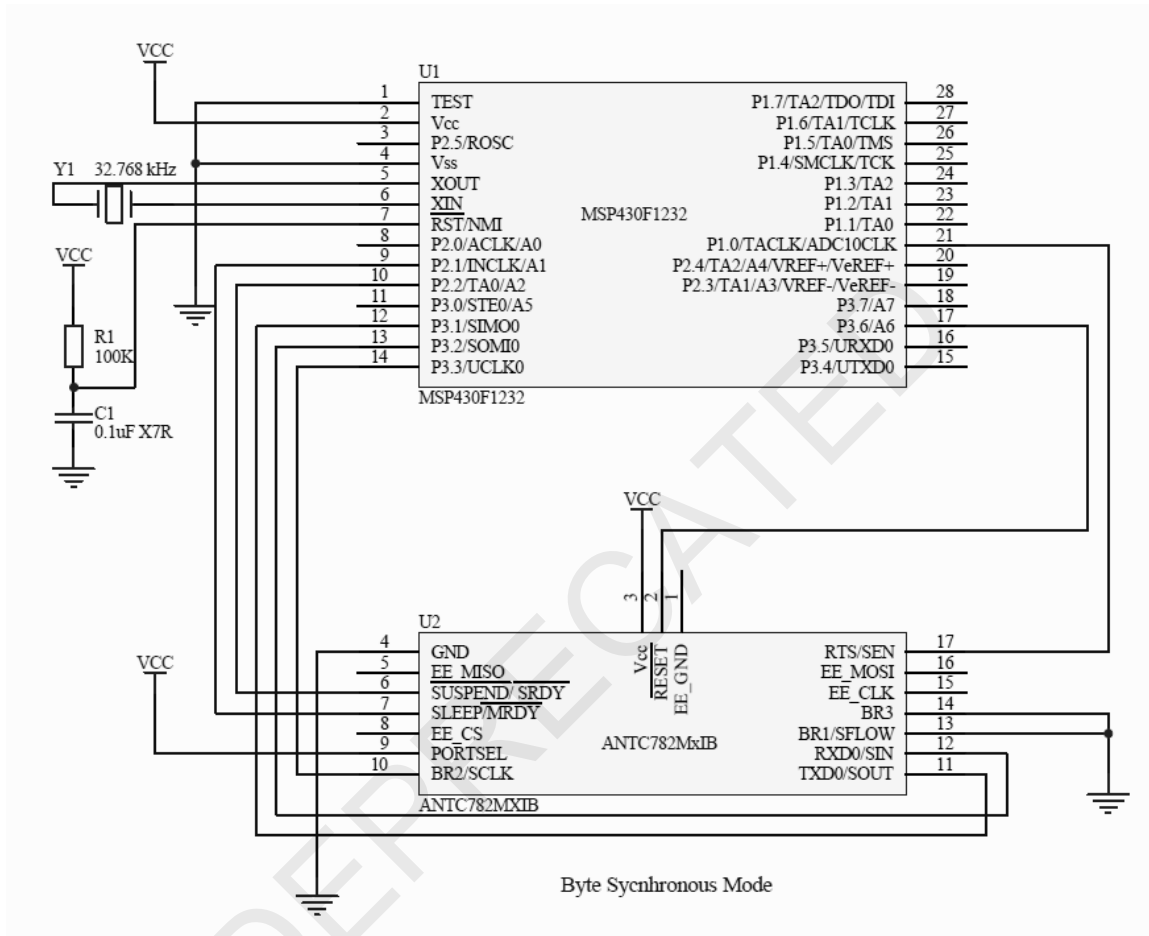 VCC
U1
1 TEST
2 Vcc
3 P2.5/ROSC
4 Vss
5 XOUT
6 XIN
7 RST/NMI
8 P2.0/ACLK/A0
9 P2.1/INCLK/A1
10 P2.2/TA0/A2
11 P3.0/STE0/A5
12 P3.1/SIMO0
13 P3.2/SOMI0
14 P3.3/UCLK0
P1.7/TA2/TDO/TDI 28
P1.6/TA1/TCLK 27
P1.5/TA0/TMS 26
P1.4/SMCLK/TCK 25
P1.3/TA2 24
P1.2/TA1 23
P1.1/TA0 22
P1.0/TACLK/ADC10CLK 21
P2.4/TA2/A4/VREF+/VeREF+ 20
P2.3/TA1/A3/VREF-/VeREF- 19
P3.7/A7 18
P3.6/A6 17
P3.5/URXD0 16
P3.4/UTXD0 15
MSP430F1232
MSP430F1232
Y1 32.768 kHz
VCC
R1
100K
C1
0.1uF X7R
VCC
3 Vcc
2 RESET
1 EE_GND
U2
VCC
4 GND
5 EE_MISO
6 SUSPEND/ SRDY
7 SLEEP/MRDY
8 EE_CS
9 PORTSEL
10 BR2/SCLK
RTS/SEN 17
EE_MOSI 16
EE_CLK 15
BR3 14
BR1/SFLOW 13
RXD0/SIN 12
TXD0/SOUT 11
ANTC782MxIB
ANTC782MXIB
Byte Sycnhronous Mode
DEPRECATED